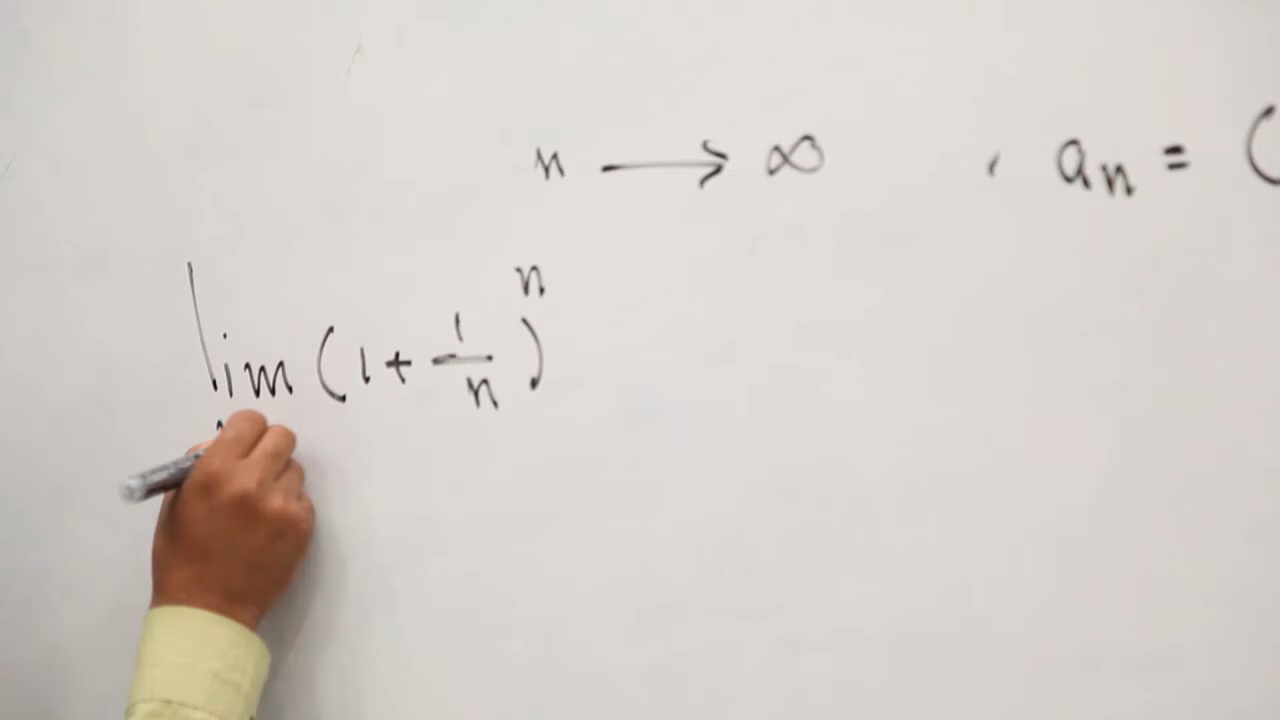 n → ∞ , aₙ = (
lim (1 + 1/n)ⁿ